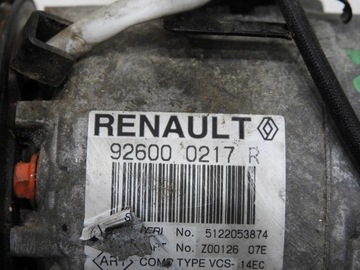 RENAULT
92600 0217 R
No. 5122053874
No. Z00126 07E
COMP TYPE VCS- 14EC